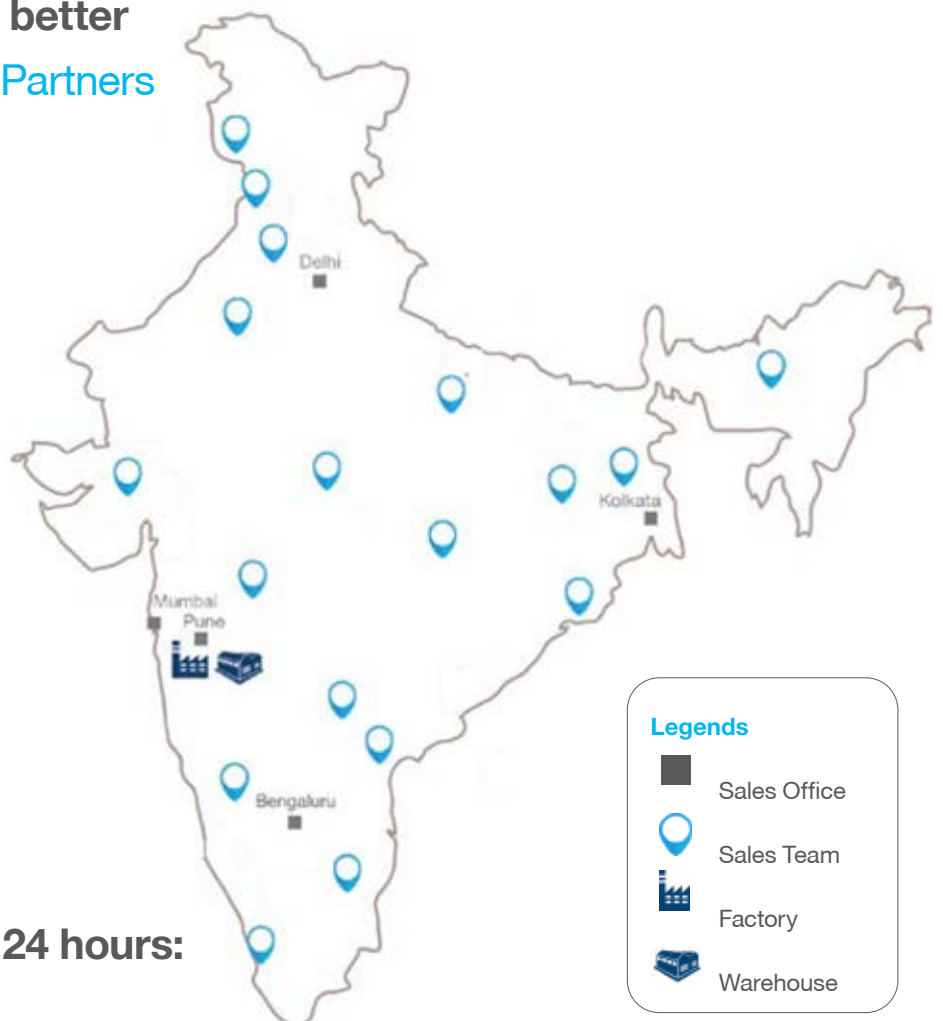 better
Partners
Delhi
Kolkata
Mumbai
Pune
Bengaluru
24 hours:
Legends
Sales Office
Sales Team
Factory
Warehouse